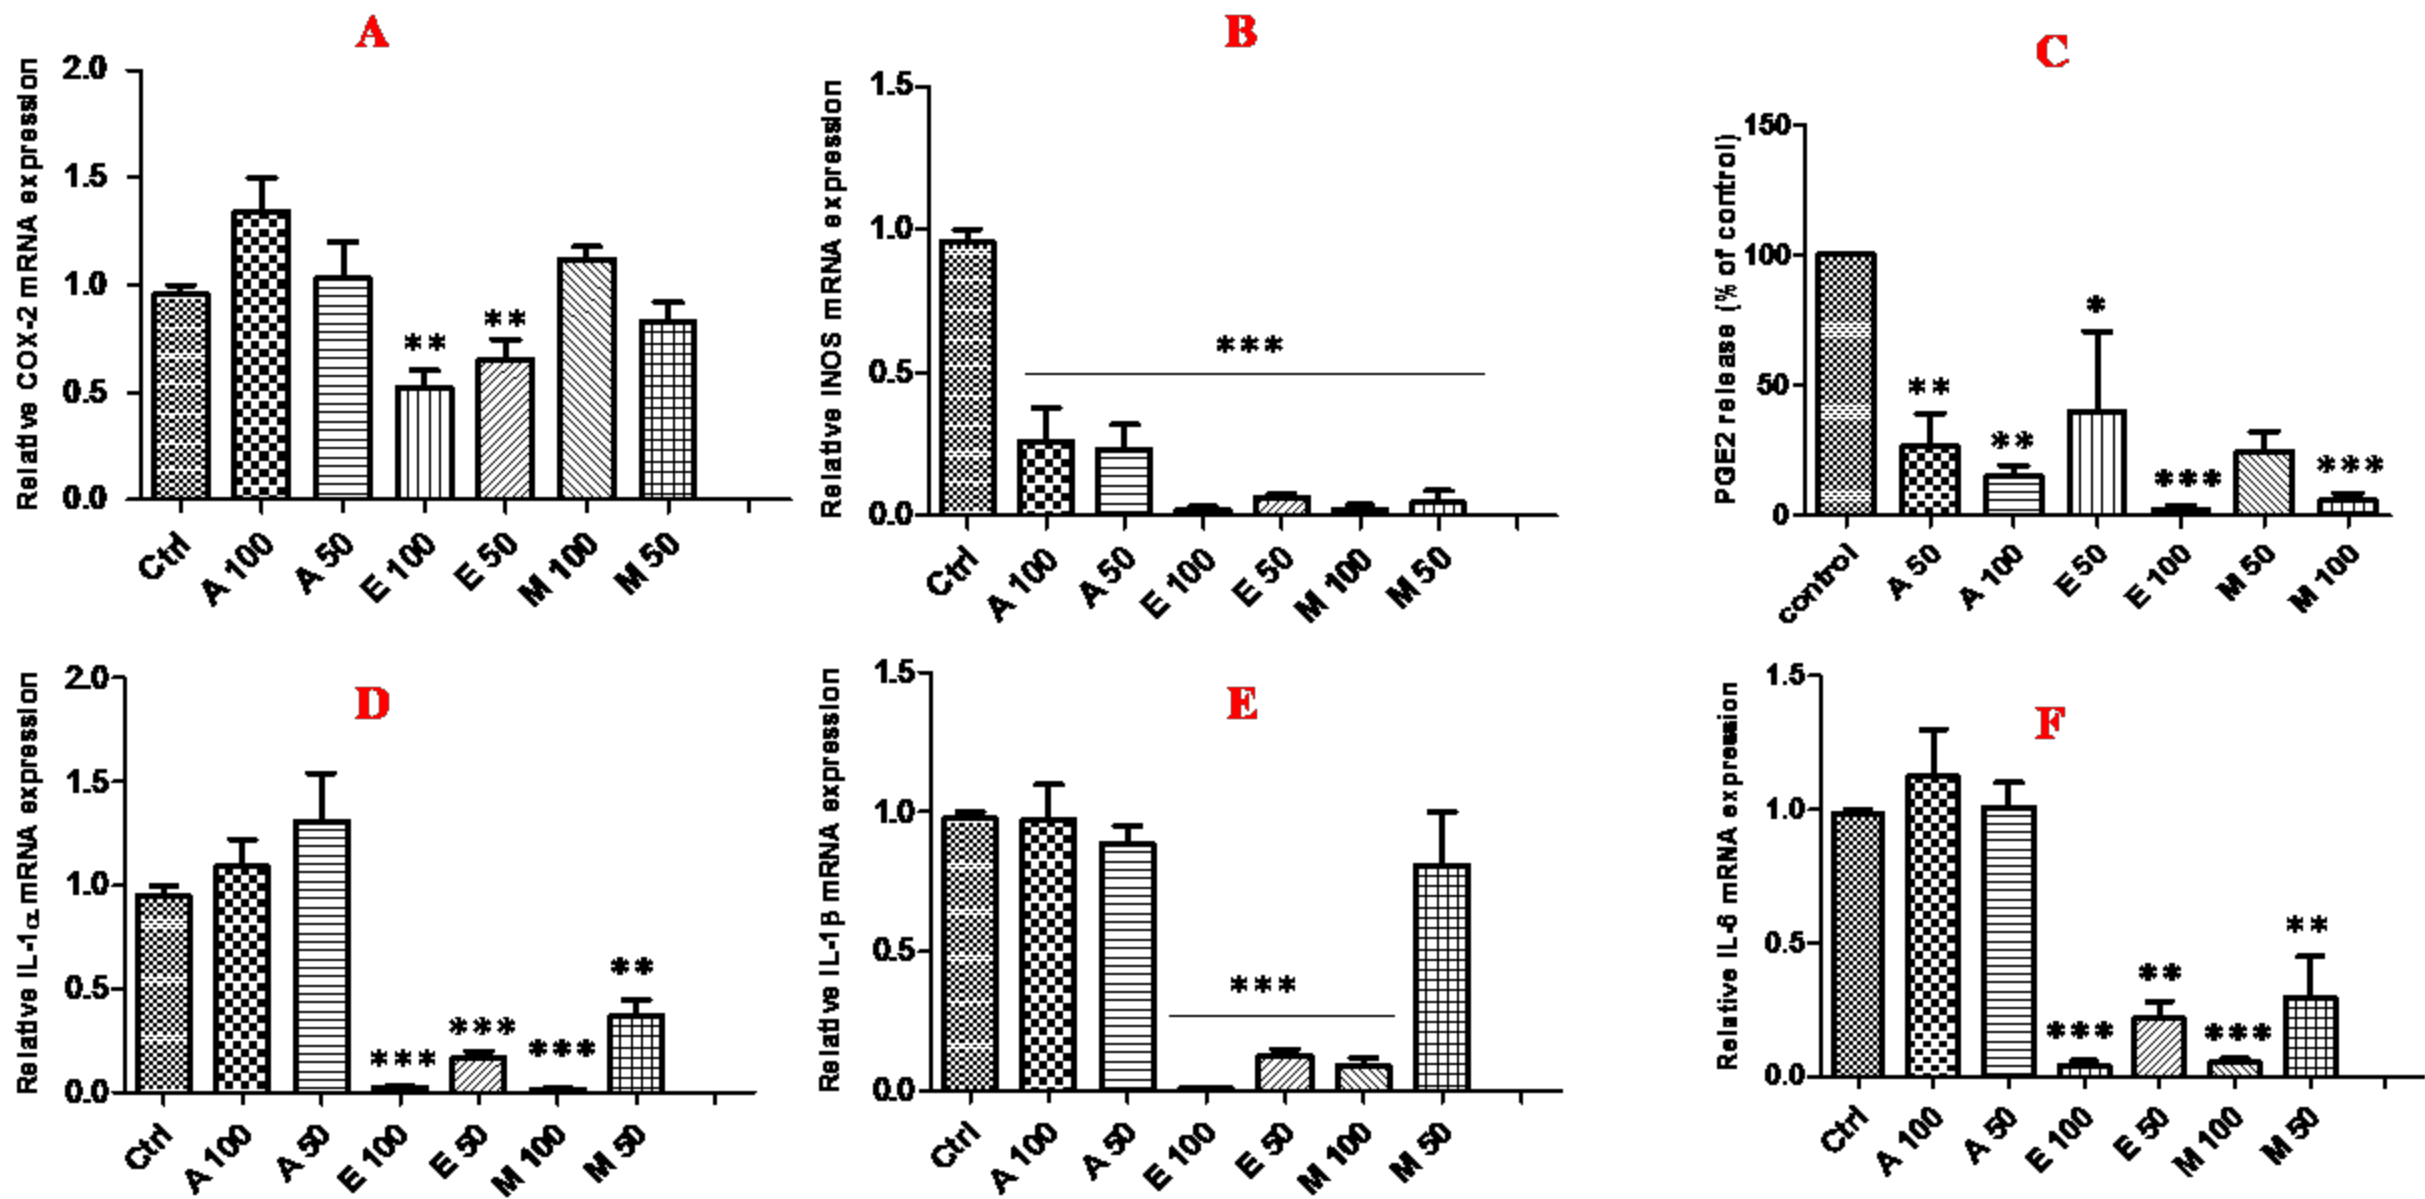 A
Relative COX-2 mRNA expression
2.0
1.5
1.0
0.5
0.0
**
**
Ctrl
A 100
A 50
E 100
E 50
M 100
M 50
B
Relative INOS mRNA expression
1.5
1.0
0.5
0.0
***
Ctrl
A 100
A 50
E 100
E 50
M 100
M 50
C
PGE2 release (% of control)
150
100
50
0
**
**
*
***
***
control
A 50
A 100
E 50
E 100
M 50
M 100
D
Relative IL-1α mRNA expression
2.0
1.5
1.0
0.5
0.0
***
***
***
**
Ctrl
A 100
A 50
E 100
E 50
M 100
M 50
E
Relative IL-1β mRNA expression
1.5
1.0
0.5
0.0
***
Ctrl
A 100
A 50
E 100
E 50
M 100
M 50
F
Relative IL-6 mRNA expression
1.5
1.0
0.5
0.0
***
**
***
**
Ctrl
A 100
A 50
E 100
E 50
M 100
M 50